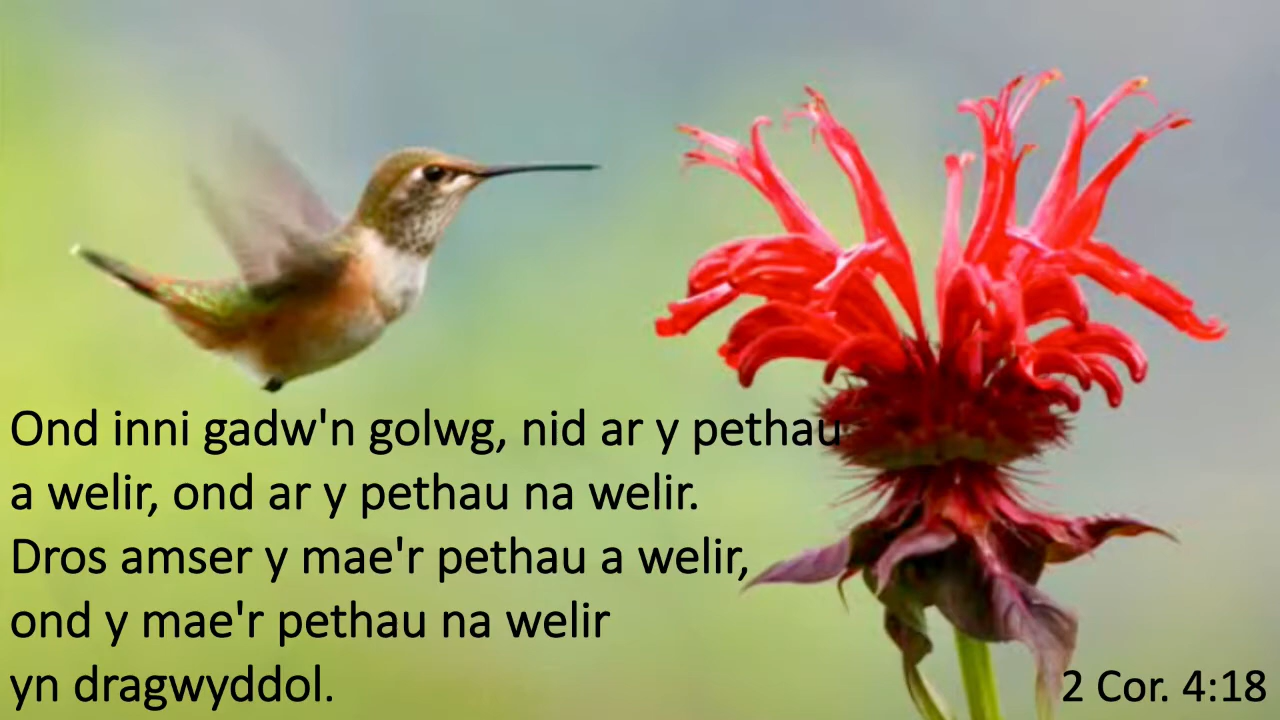 Ond inni gadw'n golwg, nid ar y pethau
a welir, ond ar y pethau na welir.
Dros amser y mae'r pethau a welir,
ond y mae'r pethau na welir
yn dragwyddol.
2 Cor. 4:18